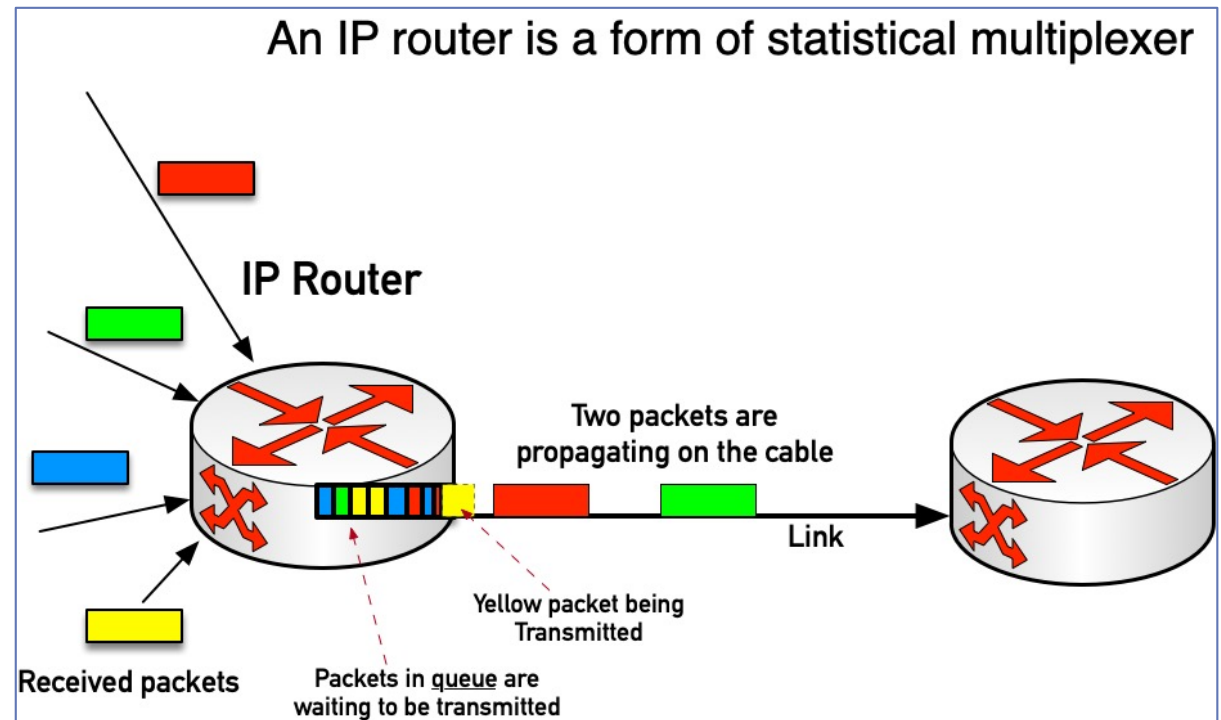 An IP router is a form of statistical multiplexer
IP Router
Two packets are
propagating on the cable
Link
Yellow packet being
Transmitted
Received packets
Packets in queue are
waiting to be transmitted